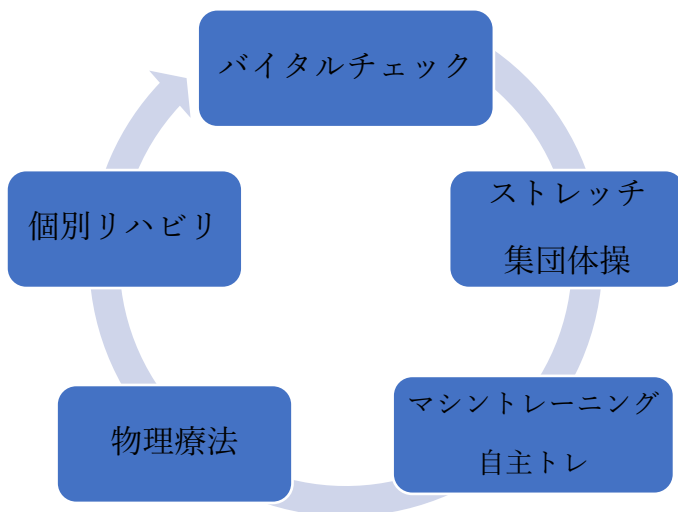 バイタルチェック
ストレッチ
集団体操
マシントレーニング
自主トレ
物理療法
個別リハビリ